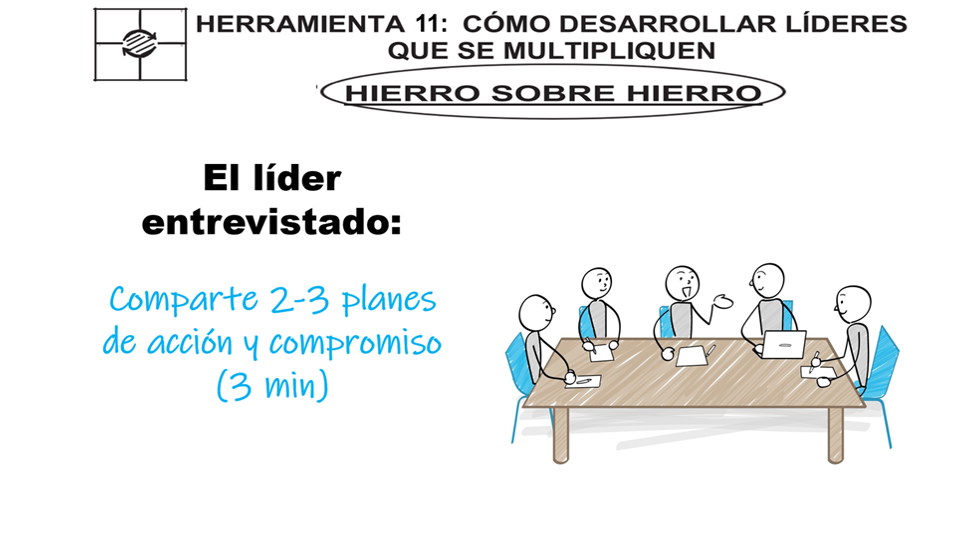 HERRAMIENTA 11: CÓMO DESARROLLAR LÍDERES
QUE SE MULTIPLIQUEN
HIERRO SOBRE HIERRO
El líder
entrevistado:
Comparte 2-3 planes
de acción y compromiso
(3 min)